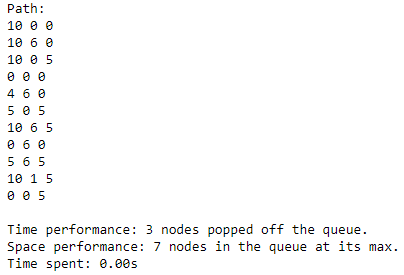 Path:
10 0 0
10 6 0
10 0 5
0 0 0
4 6 0
5 0 5
10 6 5
0 6 0
5 6 5
10 1 5
0 0 5
Time performance: 3 nodes popped off the queue.
Space performance: 7 nodes in the queue at its max.
Time spent: 0.00s